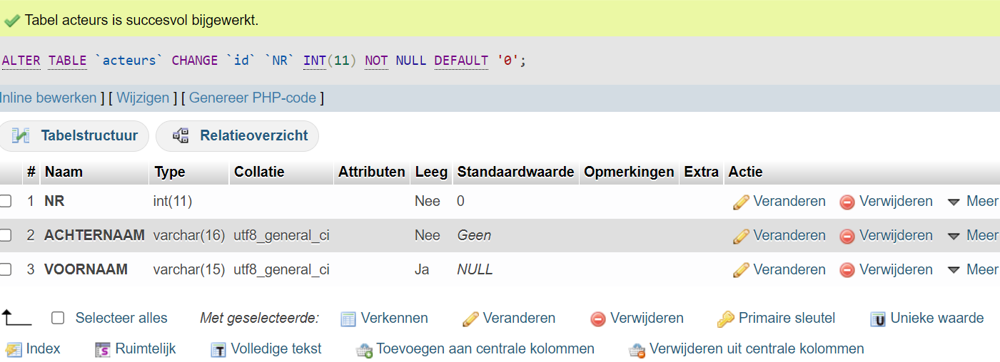 Tabel acteurs is succesvol bijgewerkt.
ALTER TABLE `acteurs` CHANGE `id` `NR` INT(11) NOT NULL DEFAULT '0';
Inline bewerken ] [ Wijzigen ] [ Genereer PHP-code ]
Tabelstructuur Relatieoverzicht
# Naam Type Collatie Attributen Leeg Standaardwaarde Opmerkingen Extra Actie
1 NR int(11) Nee 0 Veranderen Verwijderen Meer
2 ACHTERNAAM varchar(16) utf8_general_ci Nee Geen Veranderen Verwijderen Meer
3 VOORNAAM varchar(15) utf8_general_ci Ja NULL Veranderen Verwijderen Meer
Selecteer alles Met geselecteerde: Verkennen Veranderen Verwijderen Primaire sleutel Unieke waarde
Index Ruimtelijk Volledige tekst Toevoegen aan centrale kolommen Verwijderen uit centrale kolommen